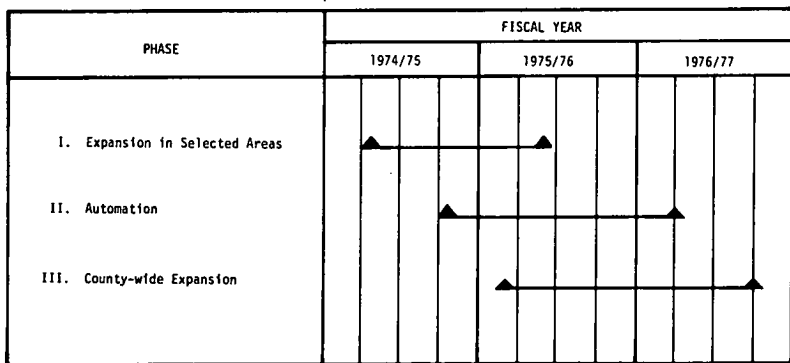 PHASE
FISCAL YEAR
1974/75 1975/76 1976/77
I. Expansion in Selected Areas
II. Automation
III. County-wide Expansion